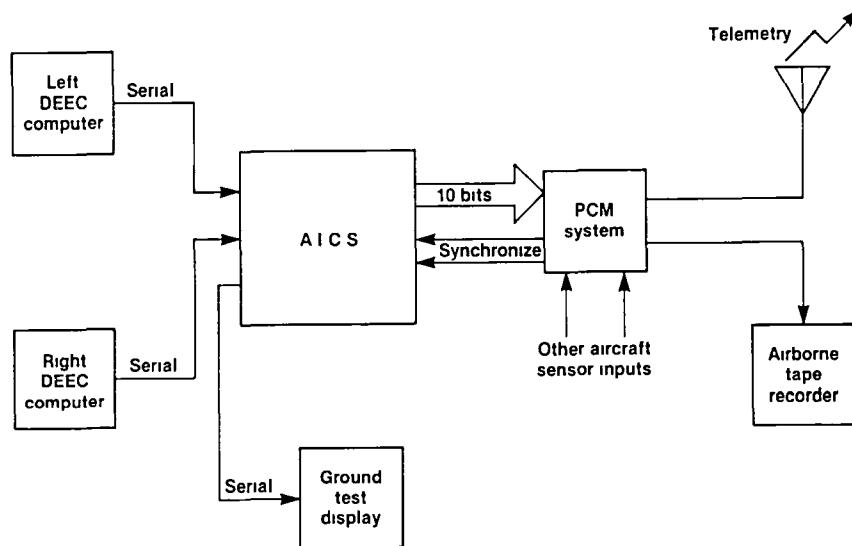 Telemetry
Left
DEEC
computer
Serial
AICS
10 bits
Synchronize
PCM
system
Other aircraft
sensor inputs
Right
DEEC
computer
Serial
Airborne
tape
recorder
Serial
Ground
test
display